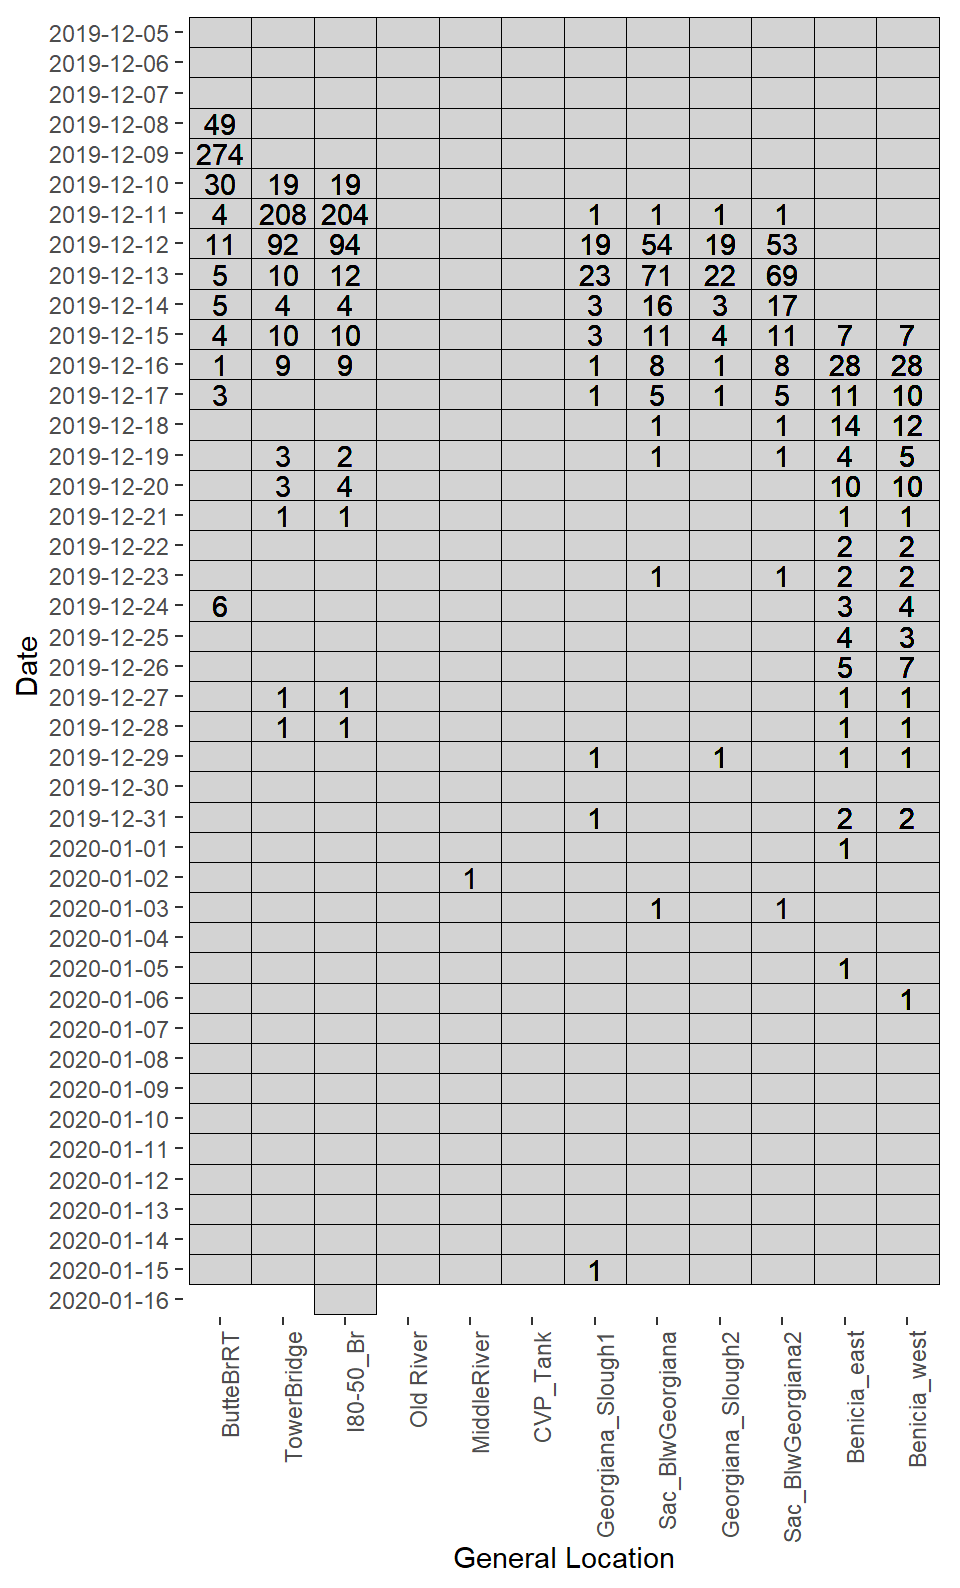 2019-12-05
2019-12-06
2019-12-07
2019-12-08 49
2019-12-09 274
2019-12-10 30 19 19
2019-12-11 4 208 204 1 1 1 1
2019-12-12 11 92 94 19 54 19 53
2019-12-13 5 10 12 23 71 22 69
2019-12-14 5 4 4 3 16 3 17
2019-12-15 4 10 10 3 11 4 11 7 7
2019-12-16 1 9 9 1 8 1 8 28 28
2019-12-17 3 1 5 1 5 11 10
2019-12-18 1 1 14 12
2019-12-19 3 2 1 1 4 5
2019-12-20 3 4 10 10
2019-12-21 1 1 1 1
2019-12-22 2 2
2019-12-23 1 1 2 2
2019-12-24 6 3 4
2019-12-25 4 3
2019-12-26 5 7
2019-12-27 1 1 1 1
2019-12-28 1 1 1 1
2019-12-29 1 1 1 1
2019-12-30
2019-12-31 1 2 2
2020-01-01 1
2020-01-02 1
2020-01-03 1 1
2020-01-04
2020-01-05 1
2020-01-06 1
2020-01-07
2020-01-08
2020-01-09
2020-01-10
2020-01-11
2020-01-12
2020-01-13
2020-01-14
2020-01-15 1
2020-01-16
Date
ButteBrRT
TowerBridge
I80-50_Br
Old River
MiddleRiver
CVP_Tank
Georgiana_Slough1
Sac_BlwGeorgiana
Georgiana_Slough2
Sac_BlwGeorgiana2
Benicia_east
Benicia_west
General Location